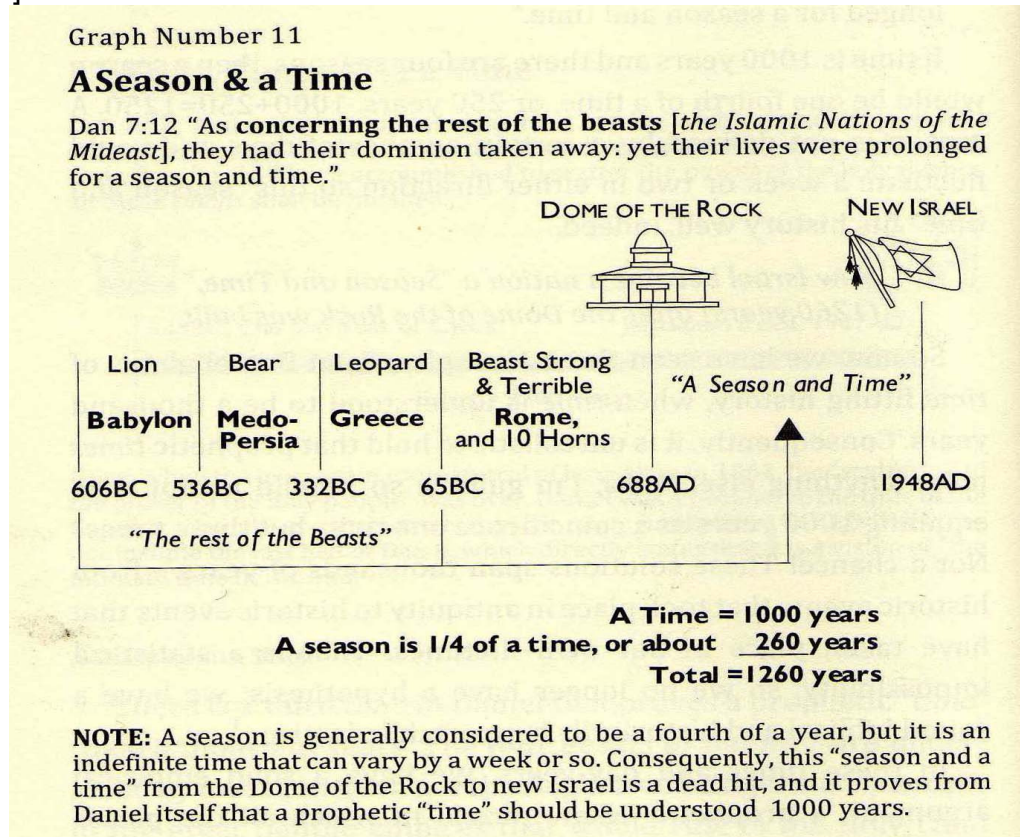 Graph Number 11
A Season & a Time
Dan 7:12 "As concerning the rest of the beasts [the Islamic Nations of the
Mideast], they had their dominion taken away: yet their lives were prolonged
for a season and time."
DOME OF THE ROCK
NEW ISRAEL
Lion
Bear
Leopard
Beast Strong
& Terrible
"A Season and Time"
Babylon
Medo-
Persia
Greece
Rome,
and 10 Horns
606BC 536BC 332BC 65BC 688AD 1948AD
"The rest of the Beasts"
A Time = 1000 years
A season is 1/4 of a time, or about 260 years
Total = 1260 years
NOTE: A season is generally considered to be a fourth of a year, but it is an
indefinite time that can vary by a week or so. Consequently, this "season and a
time" from the Dome of the Rock to new Israel is a dead hit, and it proves from
Daniel itself that a prophetic "time" should be understood 1000 years.